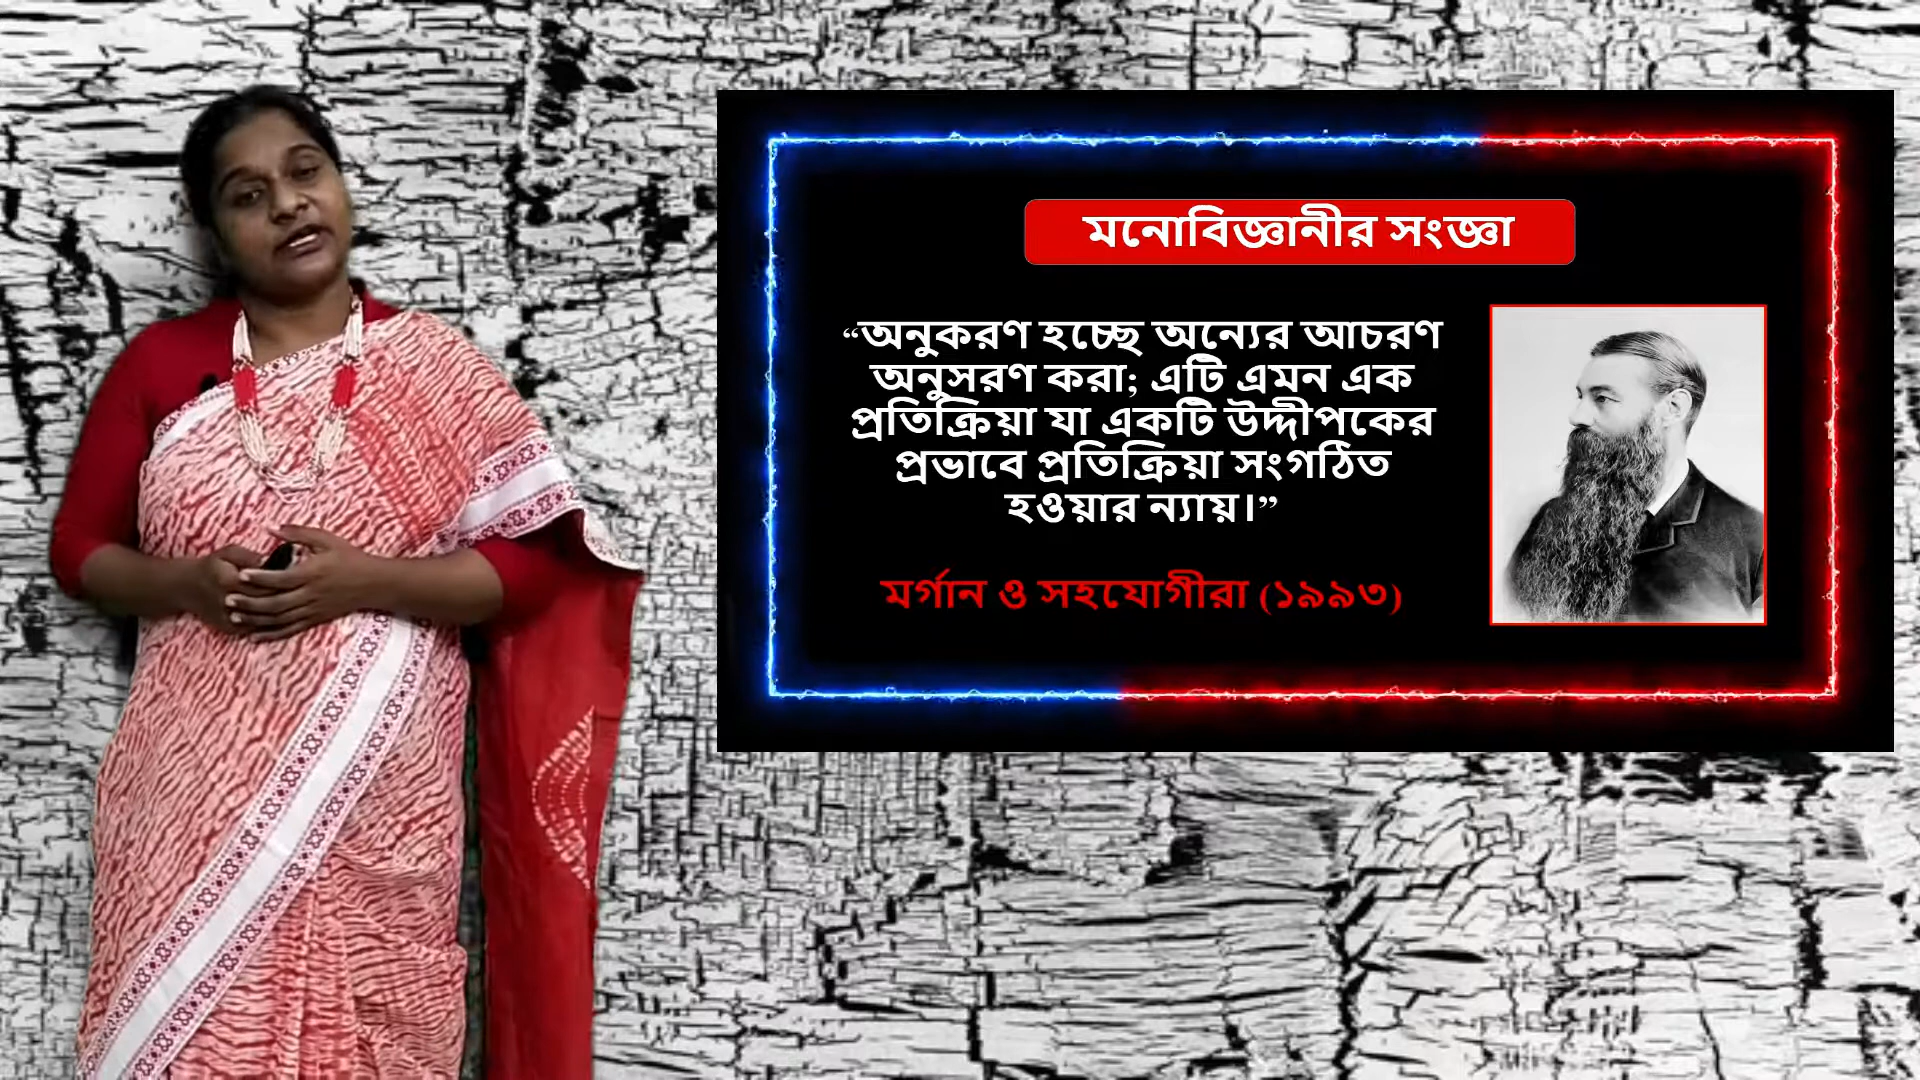 মনোবিজ্ঞানীর সংজ্ঞা
“অনুকরণ হচ্ছে অন্যের আচরণ
অনুসরণ করা; এটি এমন এক
প্রতিক্রিয়া যা একটি উদ্দীপকের
প্রভাবে প্রতিক্রিয়া সংগঠিত
হওয়ার ন্যায়।”
মর্গান ও সহযোগীরা (১৯৯৩)